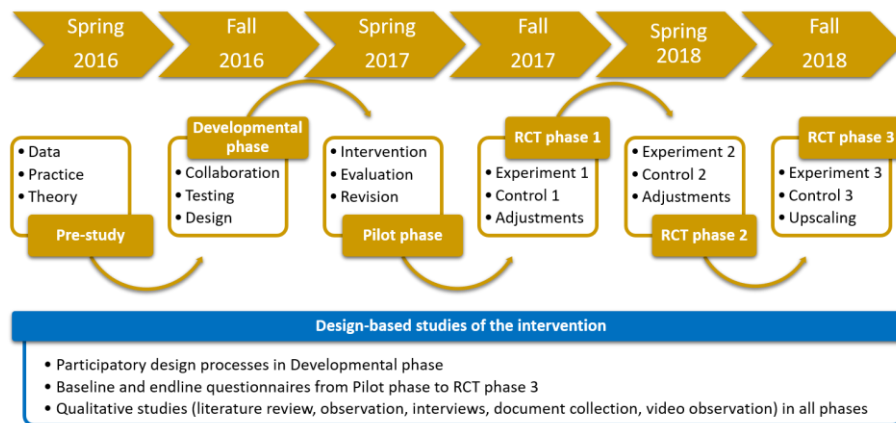 Spring
2016
Fall
2016
Spring
2017
Fall
2017
Spring
2018
Fall
2018
• Data
• Practice
• Theory
Pre-study
Developmental
phase
• Collaboration
• Testing
• Design
• Intervention
• Evaluation
• Revision
Pilot phase
RCT phase 1
• Experiment 1
• Control 1
• Adjustments
• Experiment 2
• Control 2
• Adjustments
RCT phase 2
RCT phase 3
• Experiment 3
• Control 3
• Upscaling
Design-based studies of the intervention
• Participatory design processes in Developmental phase
• Baseline and endline questionnaires from Pilot phase to RCT phase 3
• Qualitative studies (literature review, observation, interviews, document collection, video observation) in all phases